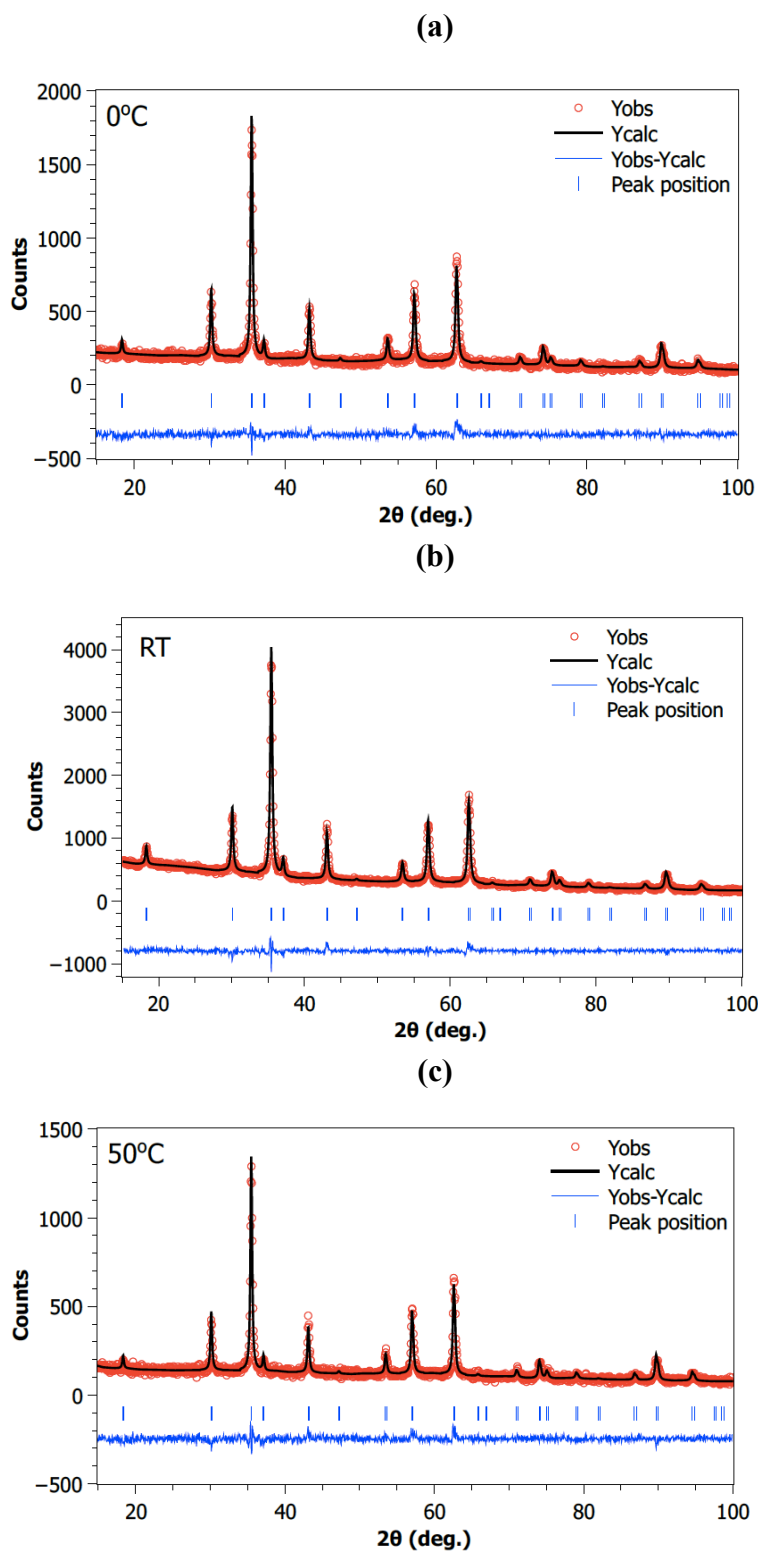 (a)
0ºC
Yobs
Ycalc
Yobs-Ycalc
Peak position
2000
1500
1000
500
0
−500
Counts
20 40 60 80 100
2θ (deg.)
(b)
RT
Yobs
Ycalc
Yobs-Ycalc
Peak position
4000
3000
2000
1000
0
−1000
Counts
20 40 60 80 100
2θ (deg.)
(c)
50ºC
Yobs
Ycalc
Yobs-Ycalc
Peak position
1500
1000
500
0
−500
Counts
20 40 60 80 100
2θ (deg.)